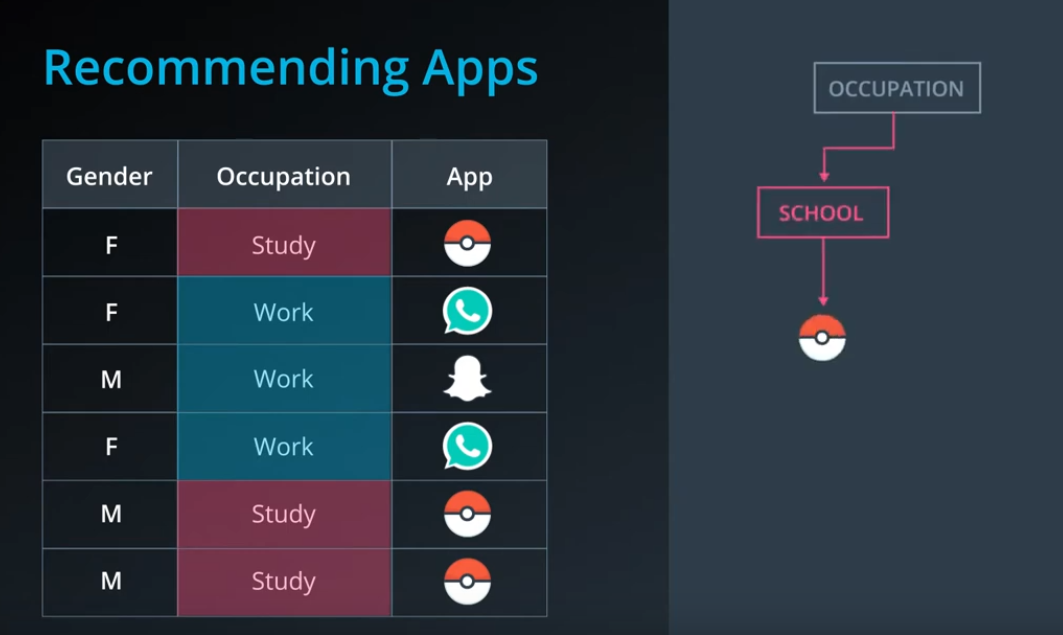 Recommending Apps
Gender Occupation App
F Study
F Work
M Work
F Work
M Study
M Study
OCCUPATION
SCHOOL